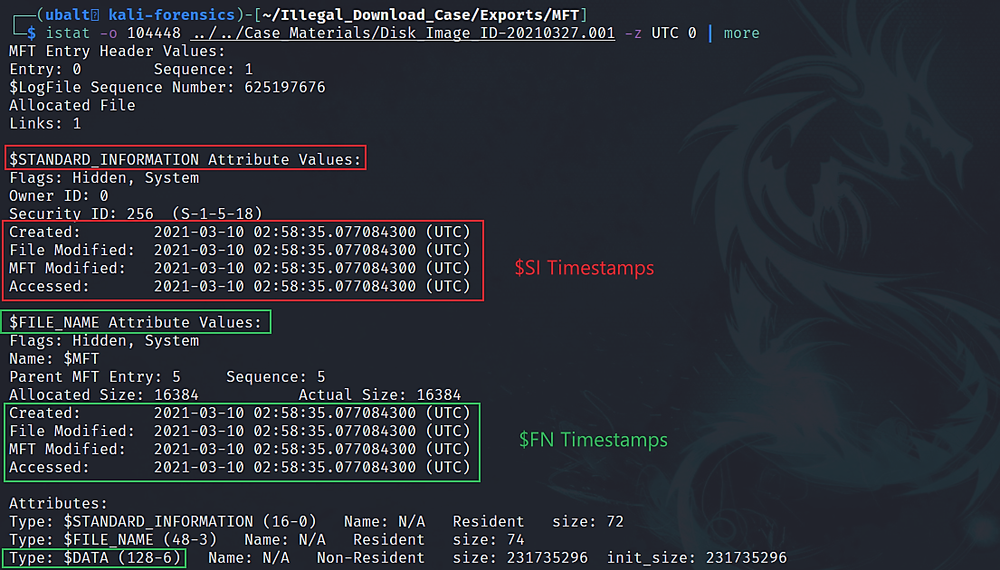 ┌──(ubalt㉿ kali-forensics)-[~/Illegal_Download_Case/Exports/MFT]
└─$ istat -o 104448 ../../Case_Materials/Disk_Image_ID-20210327.001 -z UTC 0 | more
MFT Entry Header Values:
Entry: 0        Sequence: 1
$LogFile Sequence Number: 625197676
Allocated File
Links: 1
$STANDARD_INFORMATION Attribute Values:
Flags: Hidden, System
Owner ID: 0
Security ID: 256  (S-1-5-18)
Created:        2021-03-10 02:58:35.077084300 (UTC)
File Modified:  2021-03-10 02:58:35.077084300 (UTC)
MFT Modified:   2021-03-10 02:58:35.077084300 (UTC)
Accessed:       2021-03-10 02:58:35.077084300 (UTC)
$SI Timestamps
$FILE_NAME Attribute Values:
Flags: Hidden, System
Name: $MFT
Parent MFT Entry: 5     Sequence: 5
Allocated Size: 16384           Actual Size: 16384
Created:        2021-03-10 02:58:35.077084300 (UTC)
File Modified:  2021-03-10 02:58:35.077084300 (UTC)
MFT Modified:   2021-03-10 02:58:35.077084300 (UTC)
Accessed:       2021-03-10 02:58:35.077084300 (UTC)
$FN Timestamps
Attributes:
Type: $STANDARD_INFORMATION (16-0)   Name: N/A   Resident   size: 72
Type: $FILE_NAME (48-3)   Name: N/A   Resident   size: 74
Type: $DATA (128-6)   Name: N/A   Non-Resident   size: 231735296  init_size: 231735296